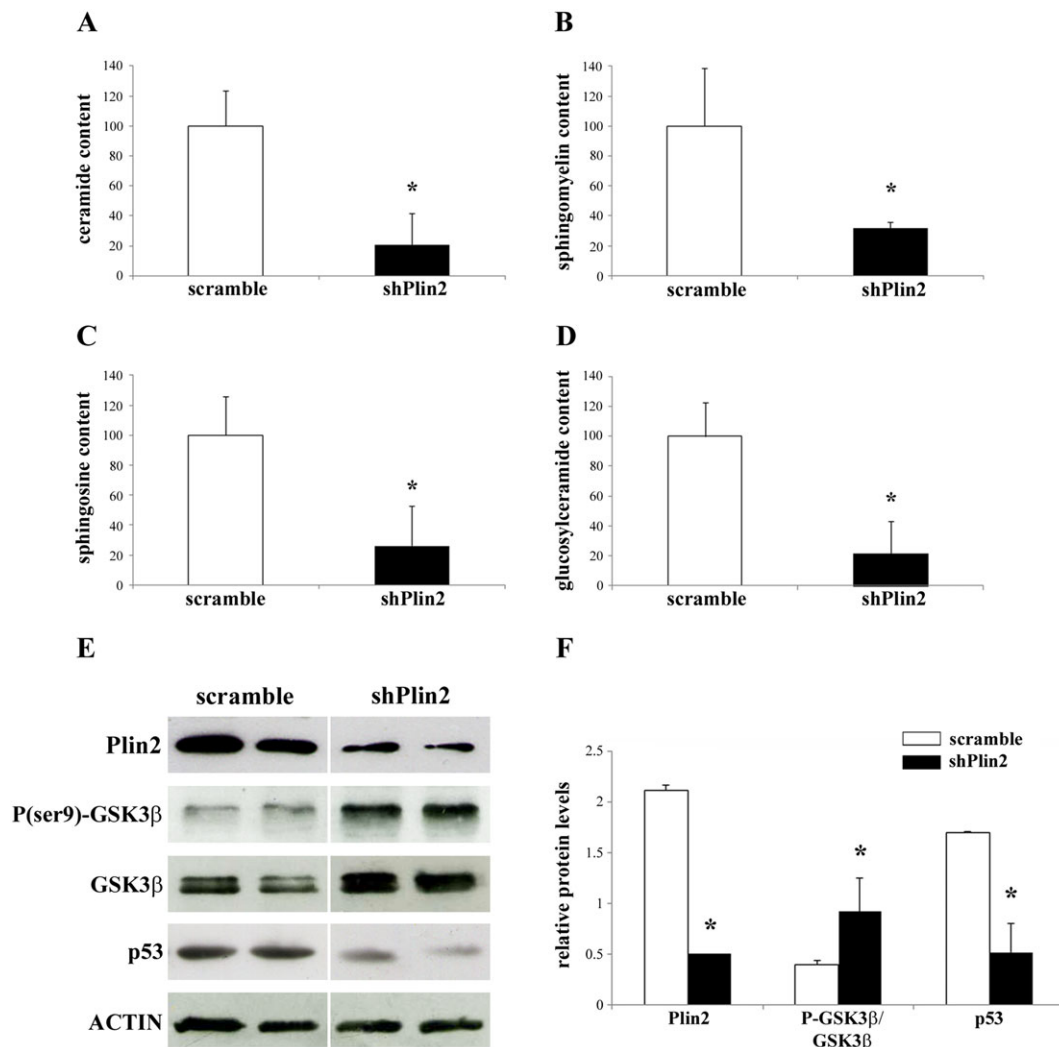 A
ceramide content
140
120
100
80
60
40
20
0
*
scramble shPlin2
B
sphingomyelin content
140
120
100
80
60
40
20
0
*
scramble shPlin2
C
sphingosine content
140
120
100
80
60
40
20
0
*
scramble shPlin2
D
glucosylceramide content
140
120
100
80
60
40
20
0
*
scramble shPlin2
E
scramble shPlin2
Plin2
P(ser9)-GSK3β
GSK3β
p53
ACTIN
F
scramble
shPlin2
relative protein levels
2.5
2
1.5
1
0.5
0
*
*
*
Plin2 P-GSK3β/ p53
GSK3β